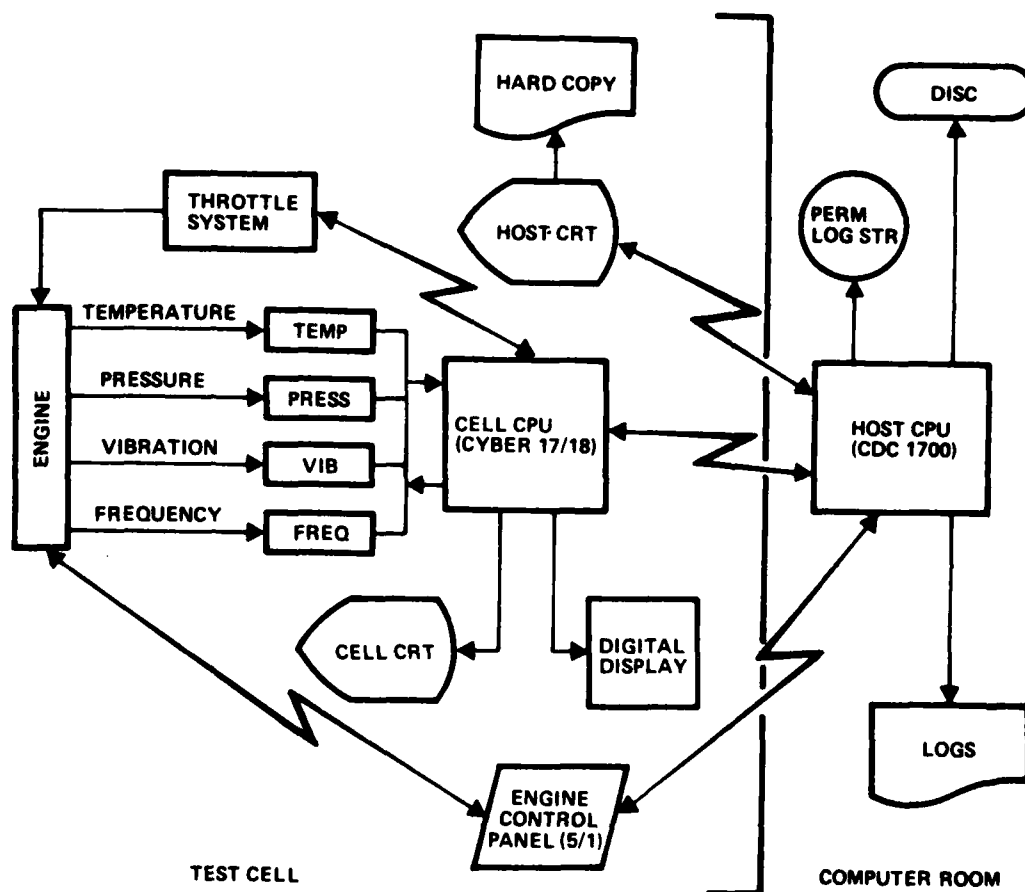 HARD COPY
DISC
THROTTLE
SYSTEM
HOST CRT
PERM
LOG STR
ENGINE
TEMPERATURE
TEMP
PRESSURE
PRESS
VIBRATION
VIB
FREQUENCY
FREQ
CELL CPU
(CYBER 17/18)
HOST CPU
(CDC 1700)
CELL CRT
DIGITAL
DISPLAY
LOGS
ENGINE
CONTROL
PANEL (5/1)
TEST CELL
COMPUTER ROOM